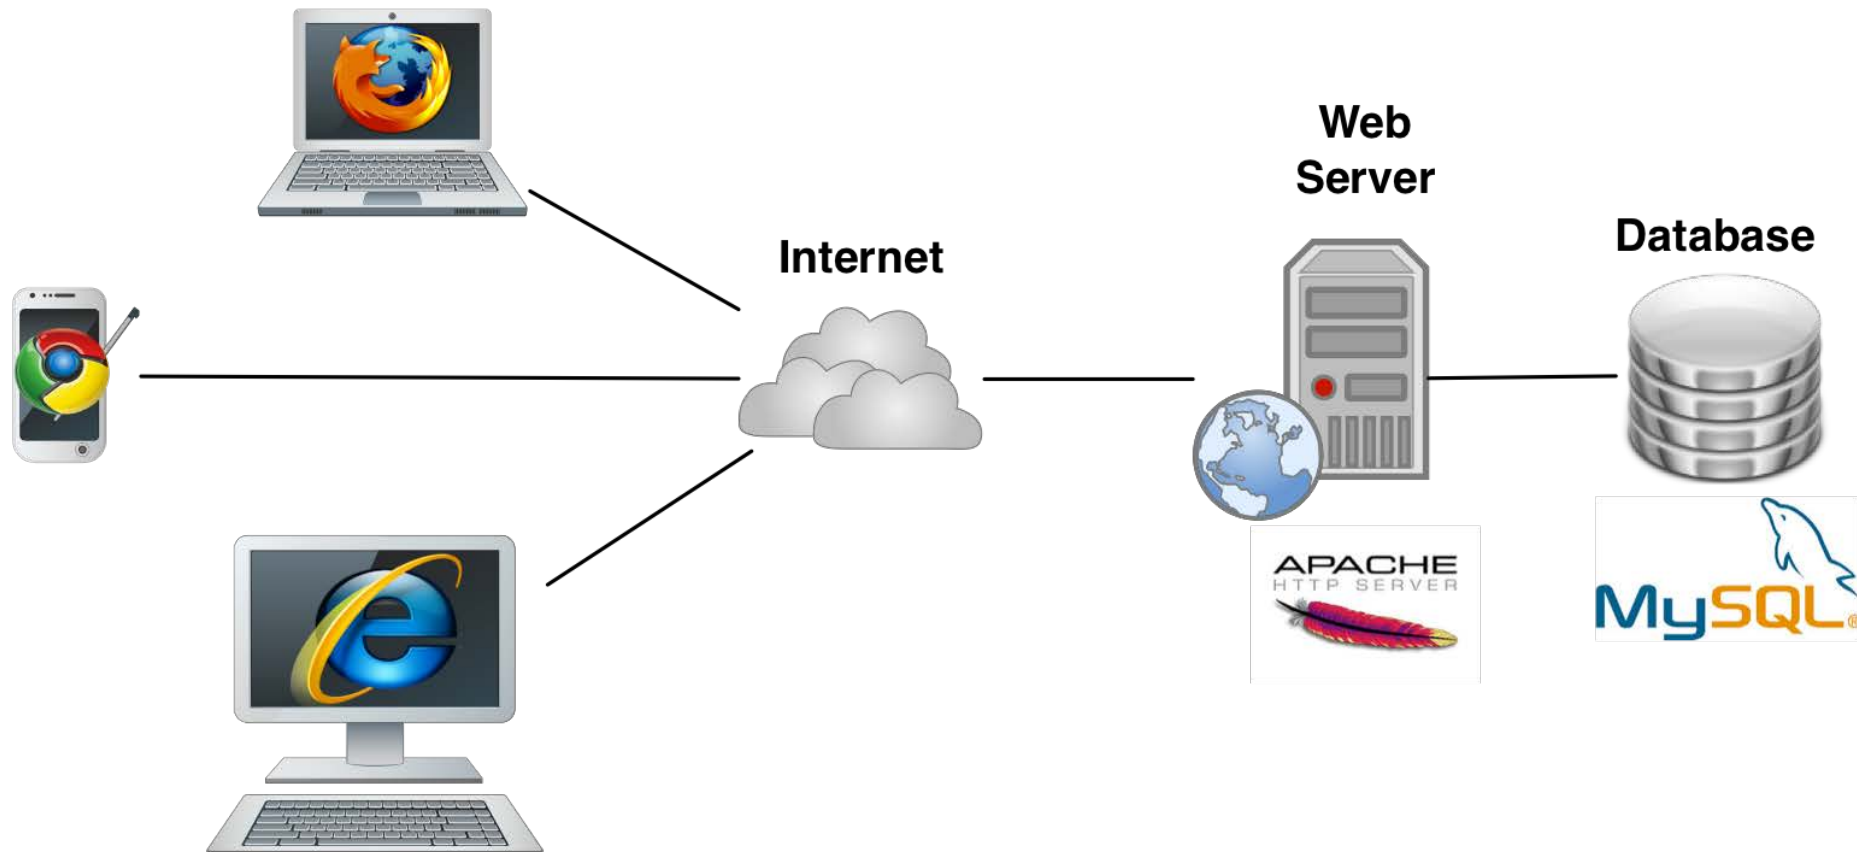 Web
Server
Database
Internet
APACHE
HTTP SERVER
MySQL®